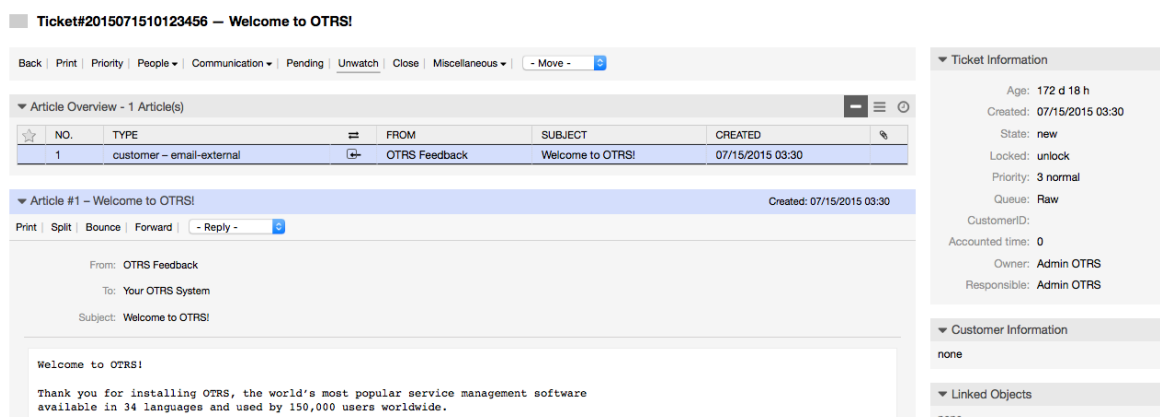 Ticket#2015071510123456 — Welcome to OTRS!
Back Print Priority People Communication Pending Unwatch Close Miscellaneous - Move -
Article Overview - 1 Article(s)
NO. TYPE FROM SUBJECT CREATED
1 customer – email-external OTRS Feedback Welcome to OTRS! 07/15/2015 03:30
Article #1 – Welcome to OTRS! Created: 07/15/2015 03:30
Print Split Bounce Forward - Reply -
From: OTRS Feedback
To: Your OTRS System
Subject: Welcome to OTRS!
Welcome to OTRS!
Thank you for installing OTRS, the world's most popular service management software
available in 34 languages and used by 150,000 users worldwide.
Ticket Information
Age: 172 d 18 h
Created: 07/15/2015 03:30
State: new
Locked: unlock
Priority: 3 normal
Queue: Raw
CustomerID:
Accounted time: 0
Owner: Admin OTRS
Responsible: Admin OTRS
Customer Information
none
Linked Objects